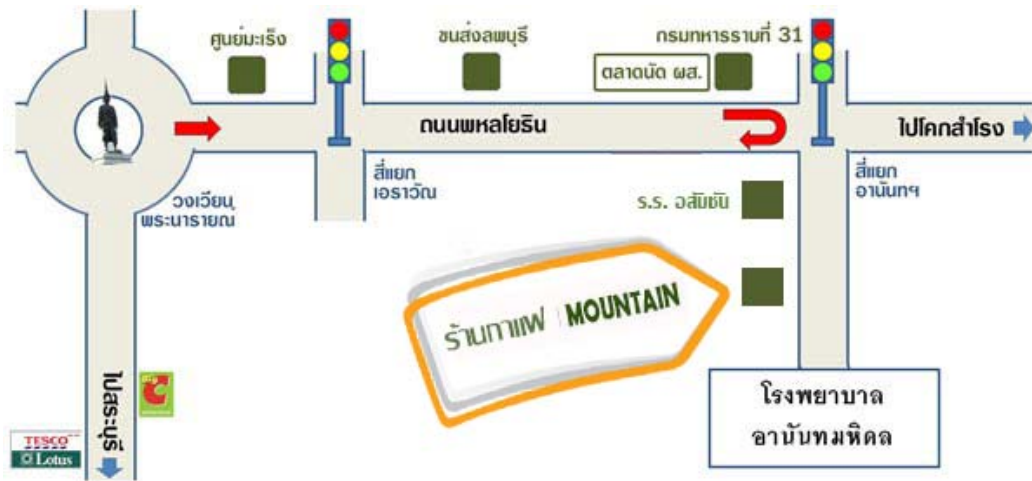 ศูนย์มะเร็ง
ขนส่งลพบุรี
กรมทหารราบที่ 31
ตลาดนัด ผส.
ถนนพหลโยธิน
ไปโคกสำโรง
สี่แยก
เอราวัณ
สี่แยก
อานันทฯ
วงเวียน
พระนารายณ์
ร.ร. อสัมชัน
ร้านกาแฟ | MOUNTAIN
โรงพยาบาล
อานันทมหิดล
ไปสระบุรี
C
TESCO
Lotus